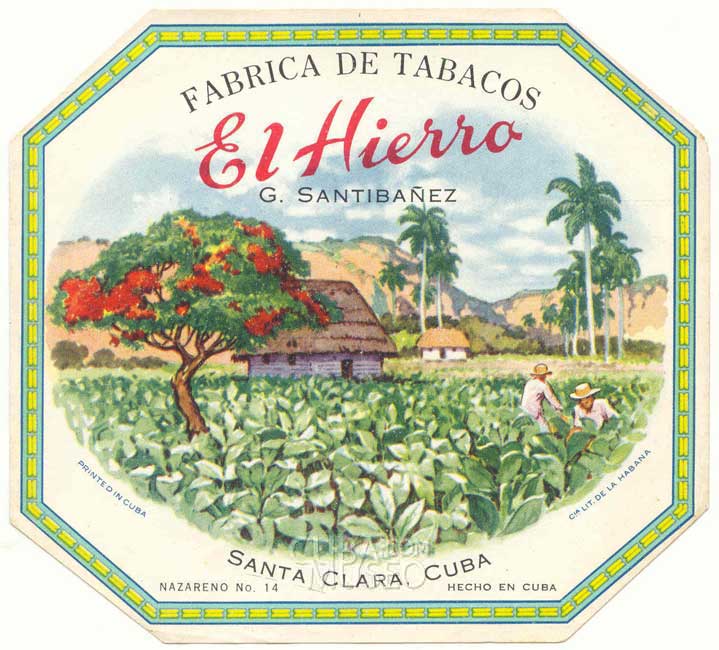 FABRICA DE TABACOS
El Hierro
G. SANTIBAÑEZ
PRINTED IN CUBA
Cıᴀ LIT. DE LA HABANA
SANTA CLARA, CUBA
NAZARENO No. 14
HECHO EN CUBA